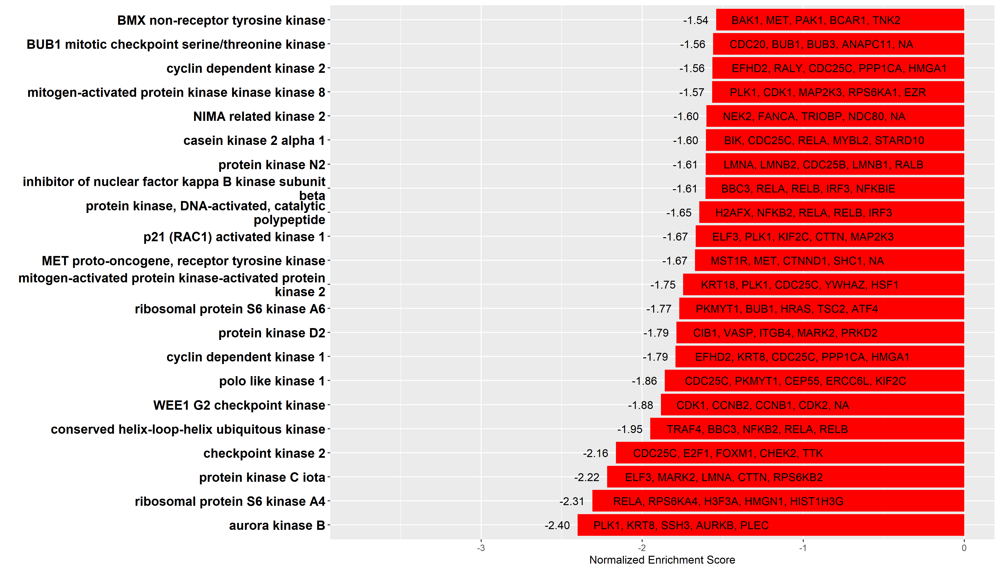 BMX non-receptor tyrosine kinase -1.54 BAK1, MET, PAK1, BCAR1, TNK2
BUB1 mitotic checkpoint serine/threonine kinase -1.56 CDC20, BUB1, BUB3, ANAPC11, NA
cyclin dependent kinase 2 -1.56 EFHD2, RALY, CDC25C, PPP1CA, HMGA1
mitogen-activated protein kinase kinase kinase 8 -1.57 PLK1, CDK1, MAP2K3, RPS6KA1, EZR
NIMA related kinase 2 -1.60 NEK2, FANCA, TRIOBP, NDC80, NA
casein kinase 2 alpha 1 -1.60 BIK, CDC25C, RELA, MYBL2, STARD10
protein kinase N2 -1.61 LMNA, LMNB2, CDC25B, LMNB1, RALB
inhibitor of nuclear factor kappa B kinase subunit
beta -1.61 BBC3, RELA, RELB, IRF3, NFKBIE
protein kinase, DNA-activated, catalytic
polypeptide -1.65 H2AFX, NFKB2, RELA, RELB, IRF3
p21 (RAC1) activated kinase 1 -1.67 ELF3, PLK1, KIF2C, CTTN, MAP2K3
MET proto-oncogene, receptor tyrosine kinase -1.67 MST1R, MET, CTNND1, SHC1, NA
mitogen-activated protein kinase-activated protein
kinase 2 -1.75 KRT18, PLK1, CDC25C, YWHAZ, HSF1
ribosomal protein S6 kinase A6 -1.77 PKMYT1, BUB1, HRAS, TSC2, ATF4
protein kinase D2 -1.79 CIB1, VASP, ITGB4, MARK2, PRKD2
cyclin dependent kinase 1 -1.79 EFHD2, KRT8, CDC25C, PPP1CA, HMGA1
polo like kinase 1 -1.86 CDC25C, PKMYT1, CEP55, ERCC6L, KIF2C
WEE1 G2 checkpoint kinase -1.88 CDK1, CCNB2, CCNB1, CDK2, NA
conserved helix-loop-helix ubiquitous kinase -1.95 TRAF4, BBC3, NFKB2, RELA, RELB
checkpoint kinase 2 -2.16 CDC25C, E2F1, FOXM1, CHEK2, TTK
protein kinase C iota -2.22 ELF3, MARK2, LMNA, CTTN, RPS6KB2
ribosomal protein S6 kinase A4 -2.31 RELA, RPS6KA4, H3F3A, HMGN1, HIST1H3G
aurora kinase B -2.40 PLK1, KRT8, SSH3, AURKB, PLEC
-3 -2 -1 0
Normalized Enrichment Score